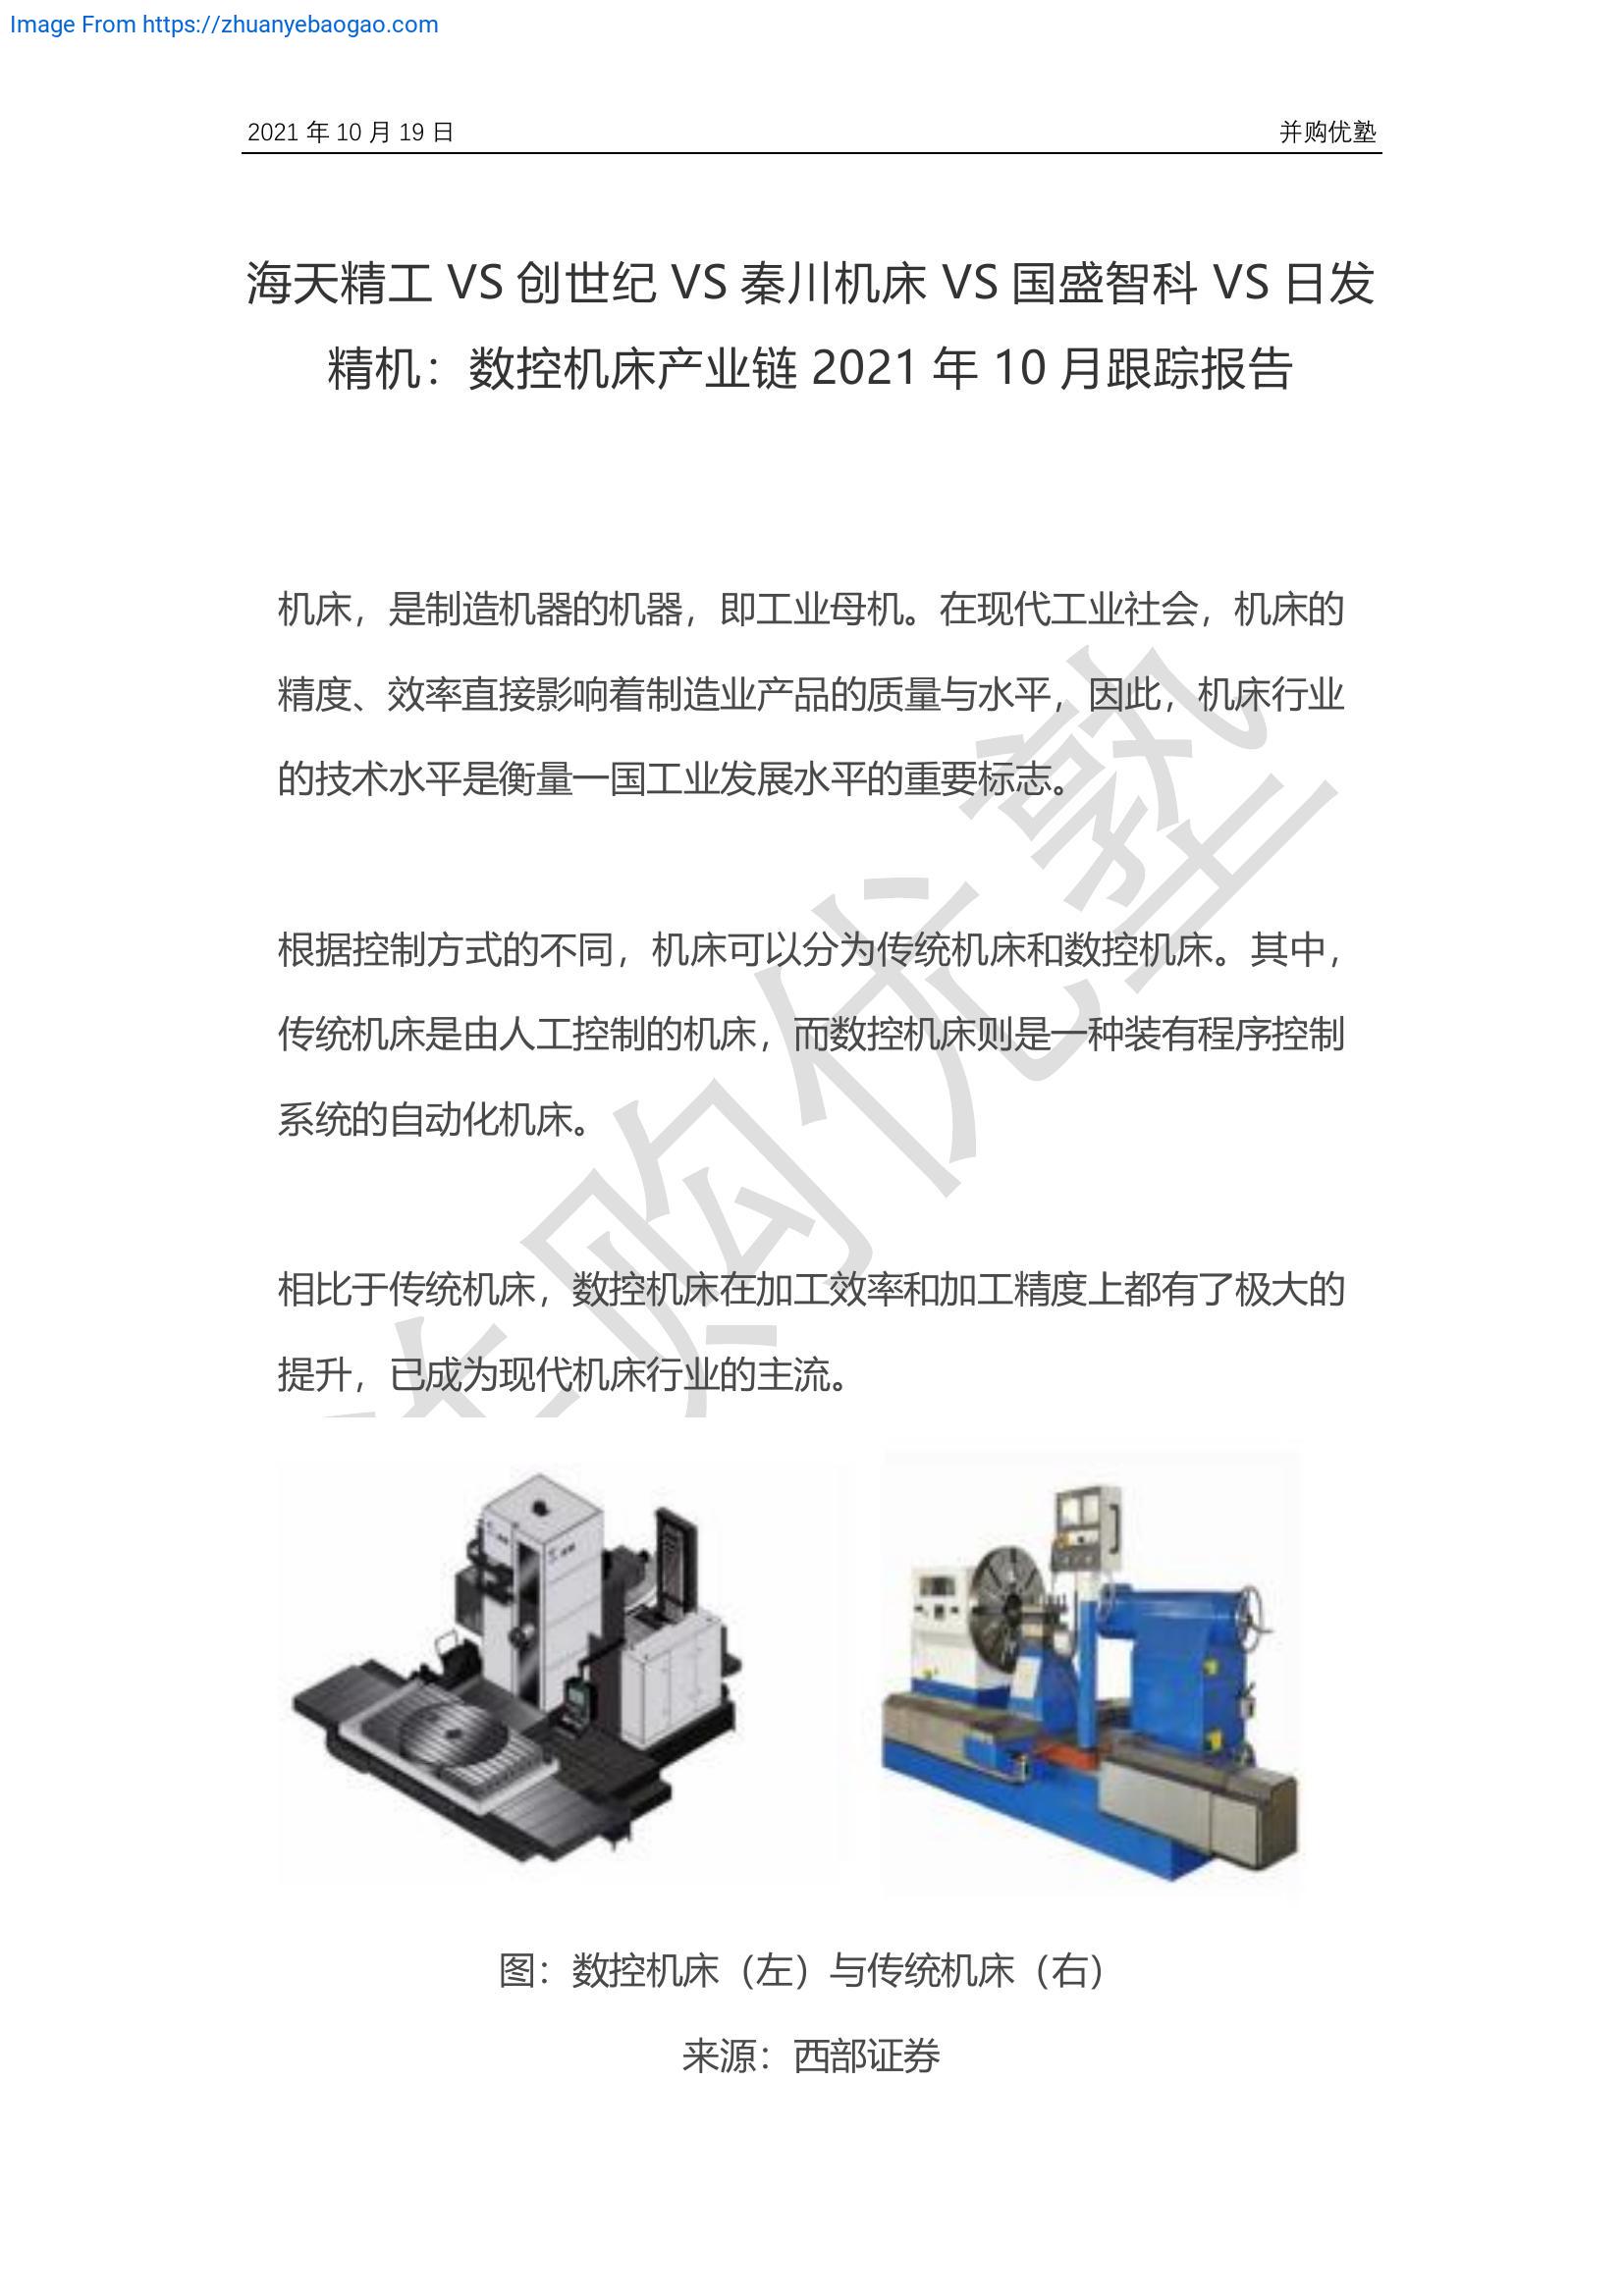 Image From https://zhuanyebaogao.com
2021 年 10 月 19 日
并购优塾
海天精工 VS 创世纪 VS 秦川机床 VS 国盛智科 VS 日发
精机：数控机床产业链 2021 年 10 月跟踪报告
机床，是制造机器的机器，即工业母机。在现代工业社会，机床的
精度、效率直接影响着制造业产品的质量与水平，因此，机床行业
的技术水平是衡量一国工业发展水平的重要标志。
根据控制方式的不同，机床可以分为传统机床和数控机床。其中，
传统机床是由人工控制的机床，而数控机床则是一种装有程序控制
系统的自动化机床。
相比于传统机床，数控机床在加工效率和加工精度上都有了极大的
提升，已成为现代机床行业的主流。
图：数控机床（左）与传统机床（右）
来源：西部证券
购优塾